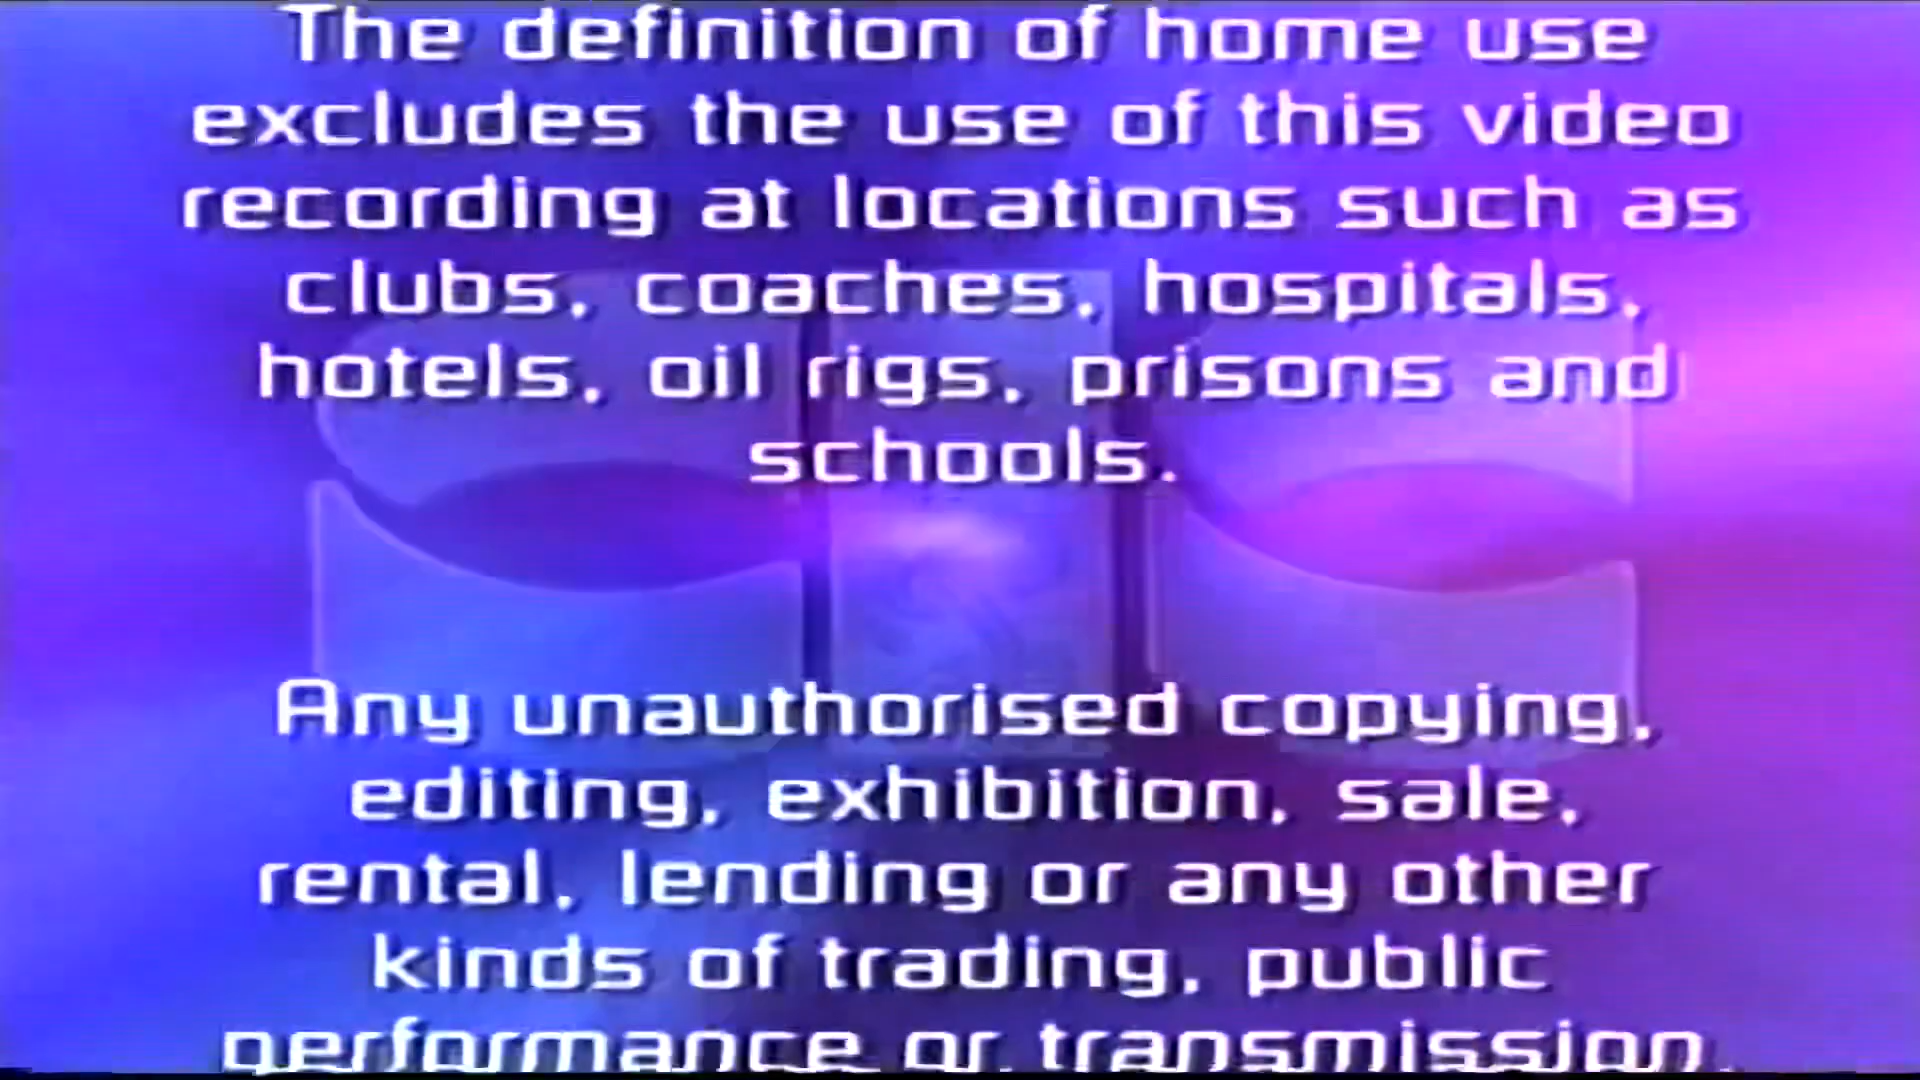 The definition of home use
excludes the use of this video
recording at locations such as
clubs, coaches, hospitals,
hotels, oil rigs, prisons and
schools.
Any unauthorised copying,
editing, exhibition, sale,
rental, lending or any other
kinds of trading, public
performance or transmission,